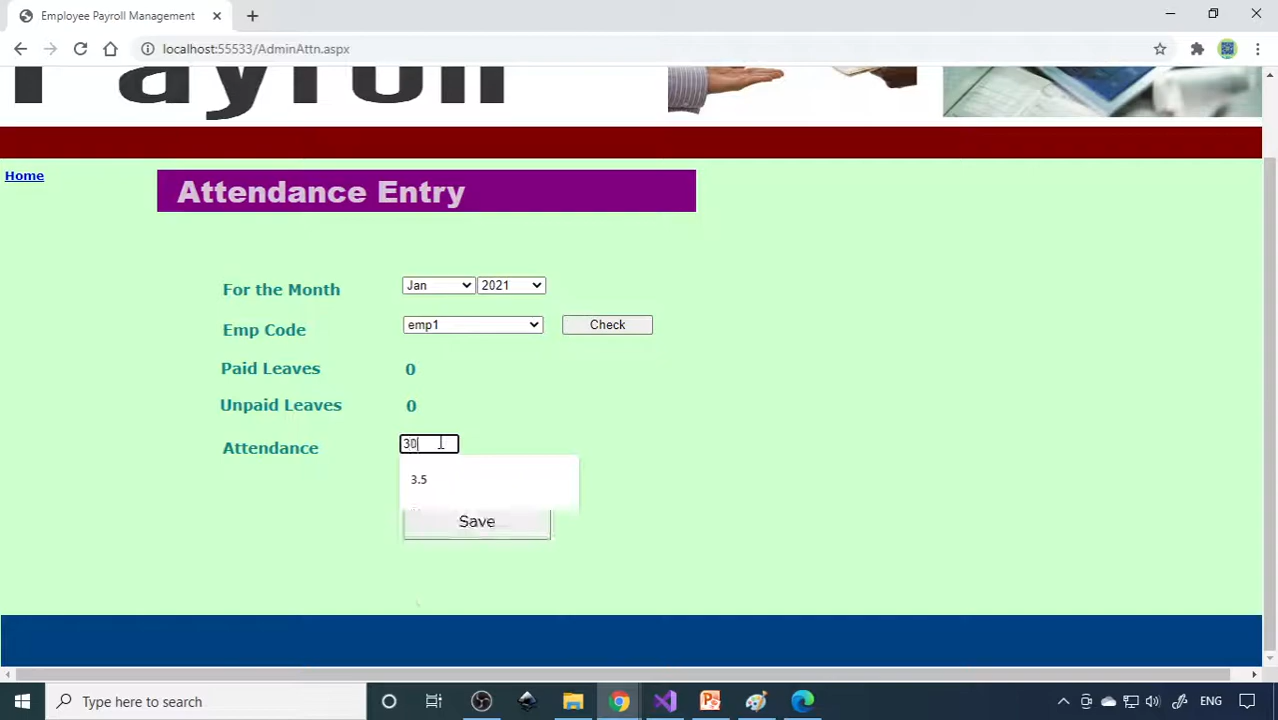 Employee Payroll Management
localhost:55533/AdminAttn.aspx
Payroll
Home
Attendance Entry
For the Month Jan 2021
Emp Code emp1 Check
Paid Leaves 0
Unpaid Leaves 0
Attendance 30
3.5
Save
Type here to search
ENG